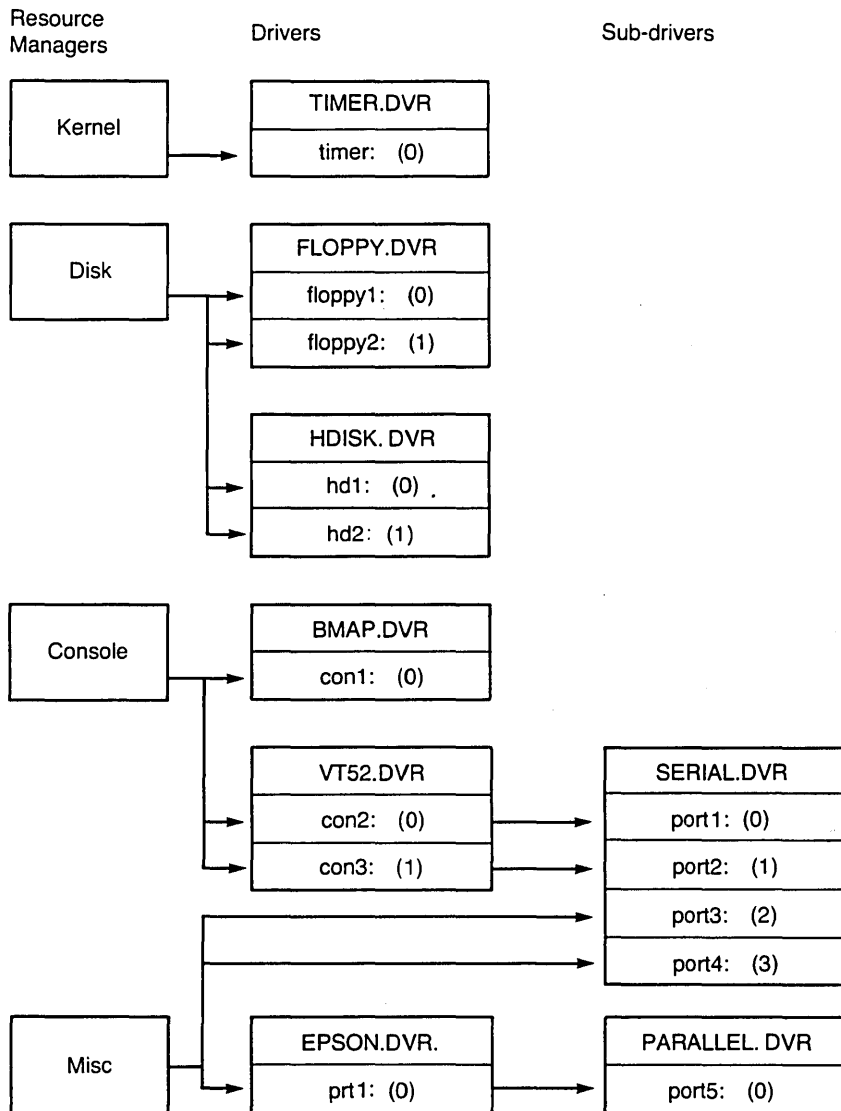 Resource
Managers
Drivers
Sub-drivers
Kernel
TIMER.DVR
timer: (0)
Disk
FLOPPY.DVR
floppy1: (0)
floppy2: (1)
HDISK. DVR
hd1: (0)
hd2: (1)
Console
BMAP.DVR
con1: (0)
VT52.DVR
con2: (0)
con3: (1)
SERIAL.DVR
port1: (0)
port2: (1)
port3: (2)
port4: (3)
Misc
EPSON.DVR.
prt1: (0)
PARALLEL. DVR
port5: (0)